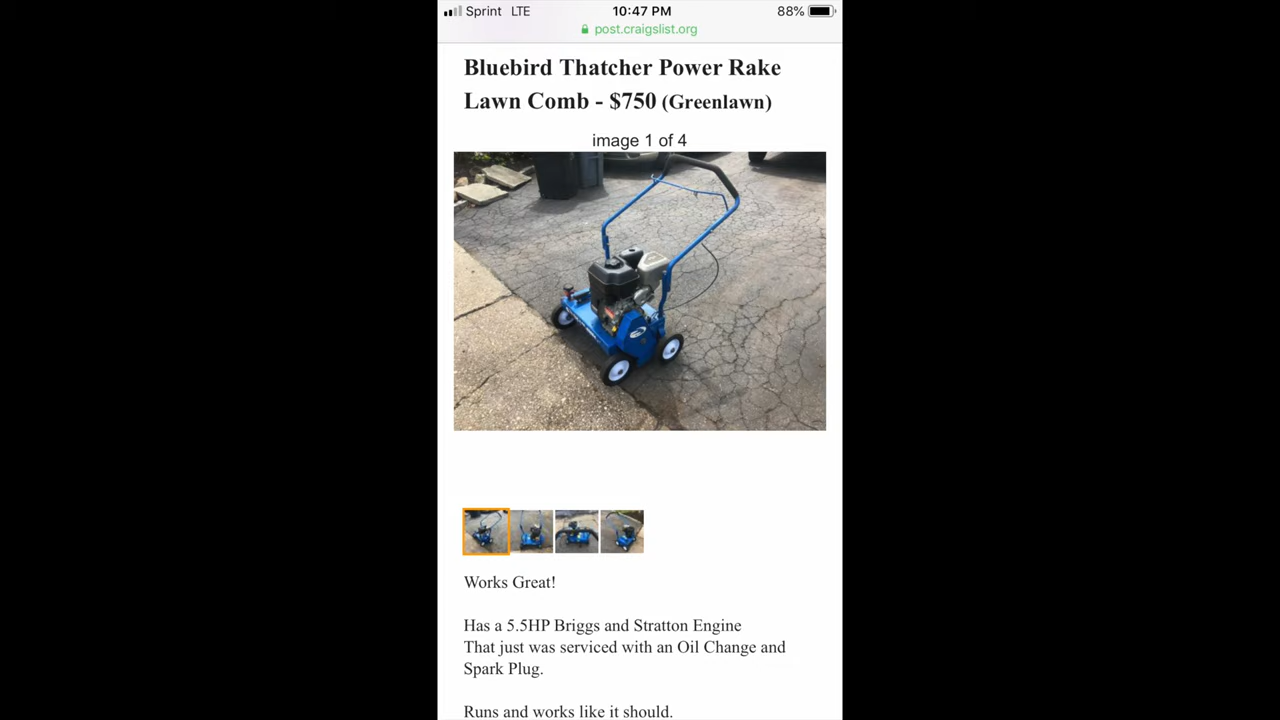 Sprint LTE 10:47 PM 88%
post.craigslist.org
Bluebird Thatcher Power Rake
Lawn Comb - $750 (Greenlawn)
image 1 of 4
Works Great!
Has a 5.5HP Briggs and Stratton Engine
That just was serviced with an Oil Change and
Spark Plug.
Runs and works like it should.